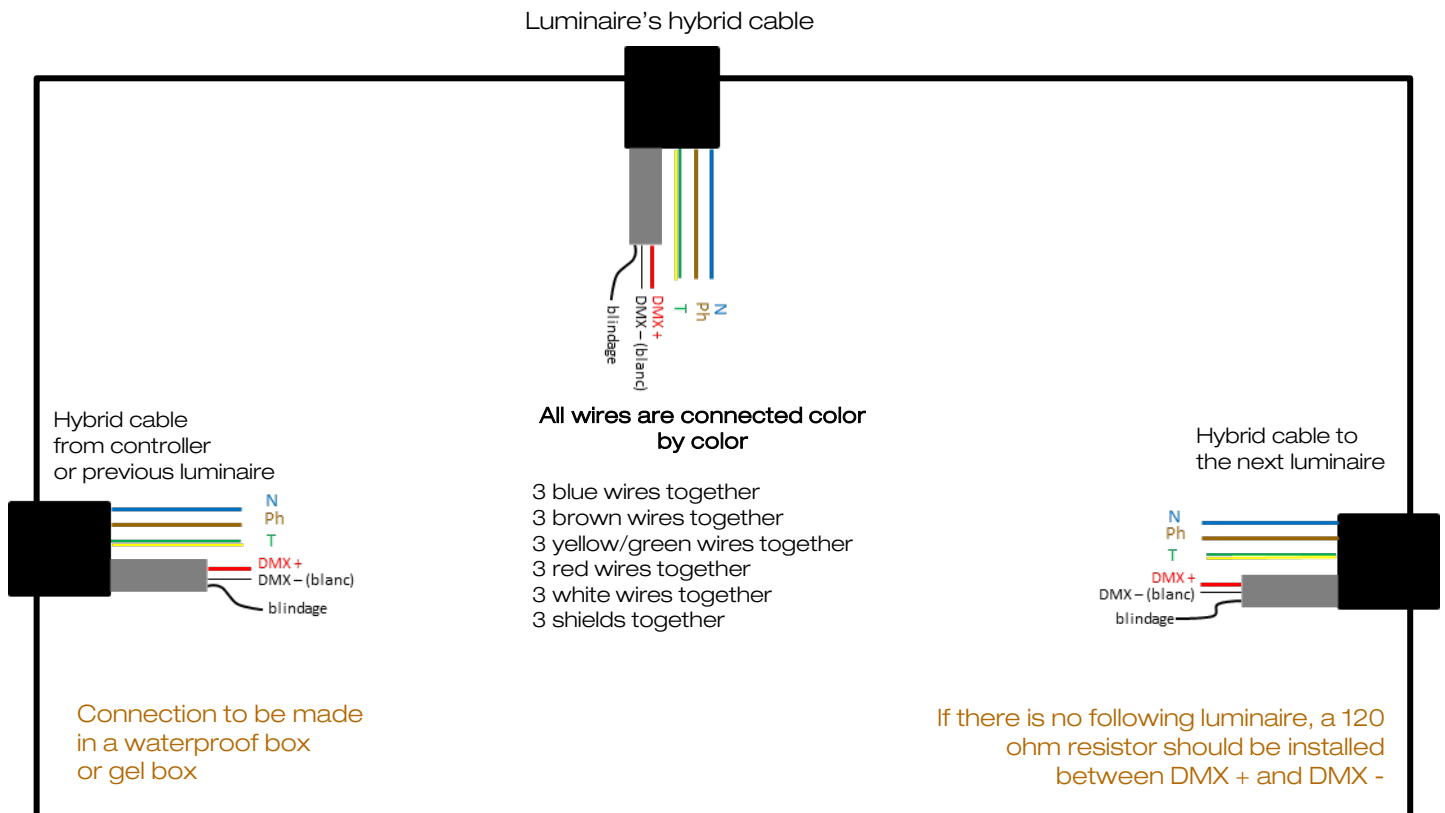 Luminaire's hybrid cable
N
Ph
T
DMX +
DMX – (blanc)
blindage
All wires are connected color
by color
Hybrid cable
from controller
or previous luminaire
N
Ph
T
DMX +
DMX – (blanc)
blindage
3 blue wires together
3 brown wires together
3 yellow/green wires together
3 red wires together
3 white wires together
3 shields together
Hybrid cable to
the next luminaire
N
Ph
T
DMX +
DMX – (blanc)
blindage
Connection to be made
in a waterproof box
or gel box
If there is no following luminaire, a 120
ohm resistor should be installed
between DMX + and DMX -